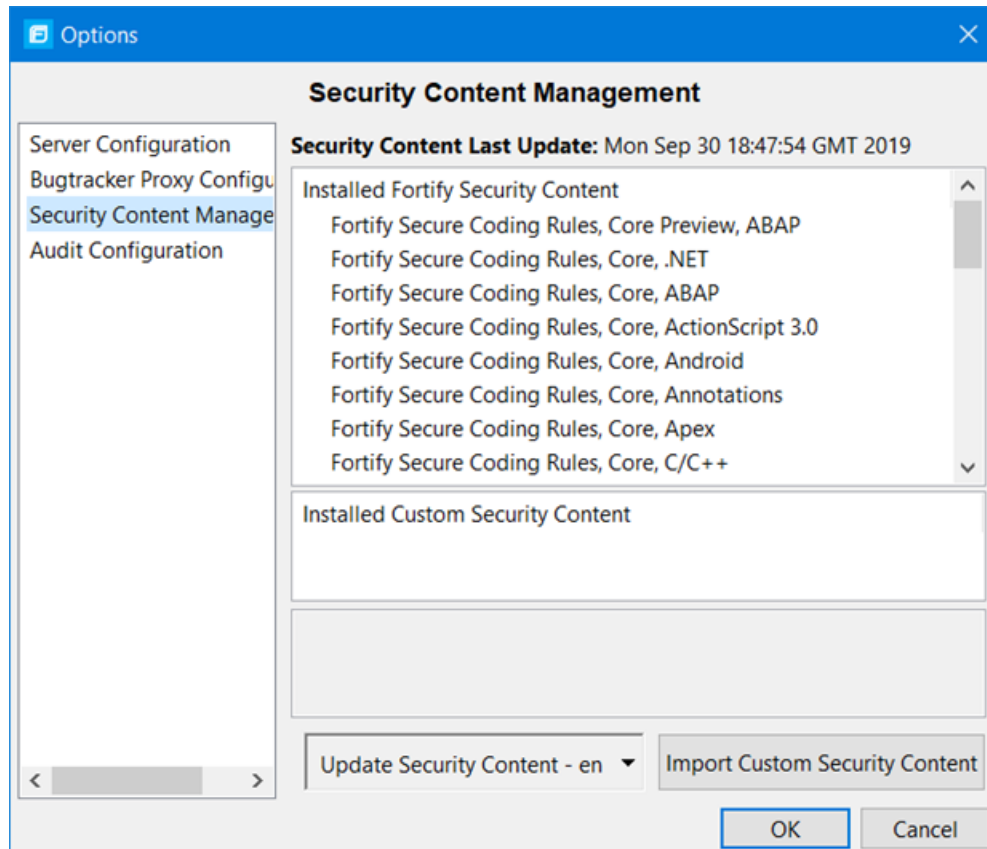 Options
Security Content Management
Server Configuration
Bugtracker Proxy Configu
Security Content Manage
Audit Configuration
Security Content Last Update: Mon Sep 30 18:47:54 GMT 2019
Installed Fortify Security Content
Fortify Secure Coding Rules, Core Preview, ABAP
Fortify Secure Coding Rules, Core, .NET
Fortify Secure Coding Rules, Core, ABAP
Fortify Secure Coding Rules, Core, ActionScript 3.0
Fortify Secure Coding Rules, Core, Android
Fortify Secure Coding Rules, Core, Annotations
Fortify Secure Coding Rules, Core, Apex
Fortify Secure Coding Rules, Core, C/C++
Installed Custom Security Content
Update Security Content - en
Import Custom Security Content
OK
Cancel